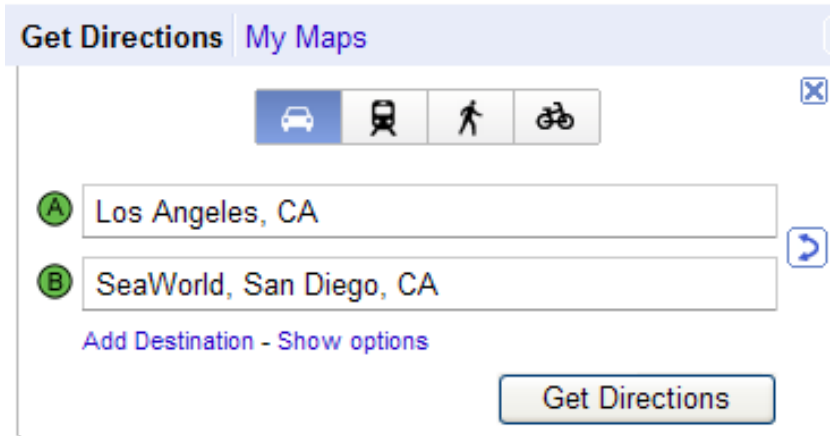 Get Directions My Maps
A Los Angeles, CA
B SeaWorld, San Diego, CA
Add Destination - Show options
Get Directions